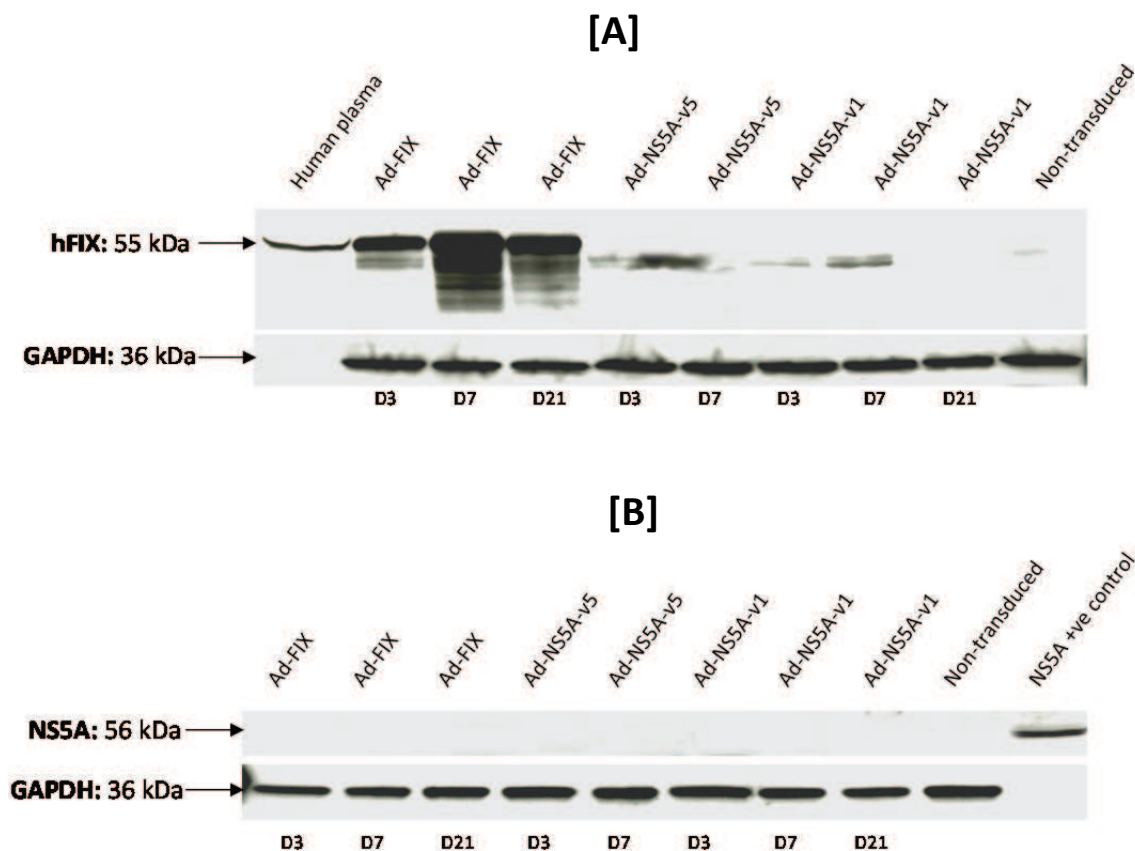 [A]
Human plasma Ad-FIX Ad-FIX Ad-FIX Ad-NS5A-v5 Ad-NS5A-v5 Ad-NS5A-v1 Ad-NS5A-v1 Ad-NS5A-v1 Non-transduced
hFIX: 55 kDa
GAPDH: 36 kDa
D3 D7 D21 D3 D7 D3 D7 D21
[B]
Ad-FIX Ad-FIX Ad-FIX Ad-NS5A-v5 Ad-NS5A-v5 Ad-NS5A-v1 Ad-NS5A-v1 Ad-NS5A-v1 Non-transduced NS5A +ve control
NS5A: 56 kDa
GAPDH: 36 kDa
D3 D7 D21 D3 D7 D3 D7 D21